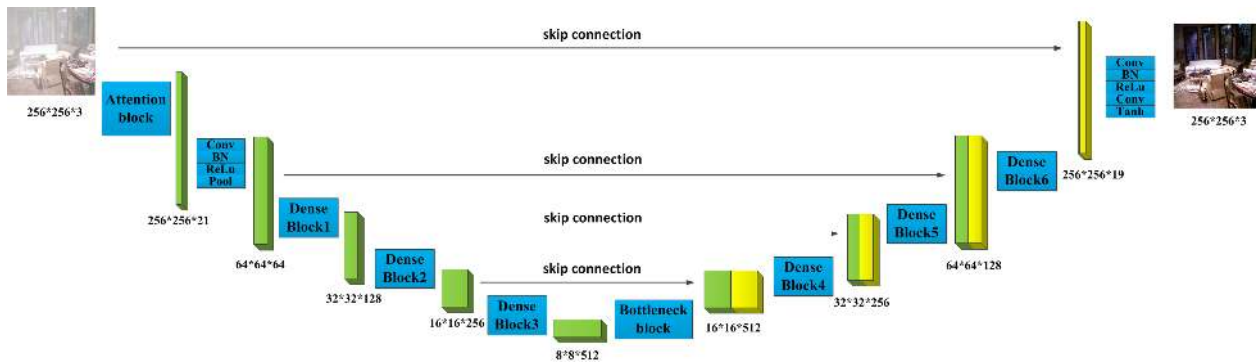 skip connection
256*256*3
Attention
block
256*256*21
Conv
BN
ReLu
Pool
64*64*64
skip connection
Dense
Block1
32*32*128
skip connection
Dense
Block2
16*16*256
skip connection
Dense
Block3
8*8*512
Bottleneck
block
16*16*512
Dense
Block4
32*32*256
Dense
Block5
64*64*128
Dense
Block6
256*256*19
Conv
BN
ReLu
Conv
Tanh
256*256*3